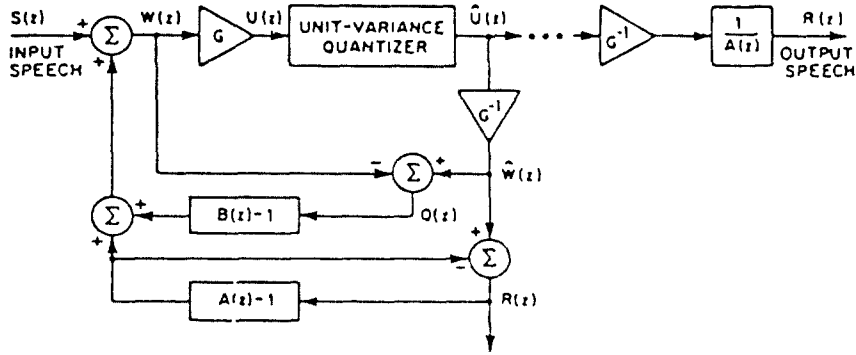 S(z)
INPUT
SPEECH
+
+
Σ
W(z)
G
U(z)
UNIT-VARIANCE
QUANTIZER
Û(z)
G⁻¹
1
A(z)
R(z)
OUTPUT
SPEECH
G⁻¹
−
Σ
+
Ŵ(z)
Σ
+
+
B(z)−1
Q(z)
+
−
Σ
A(z)−1
R(z)